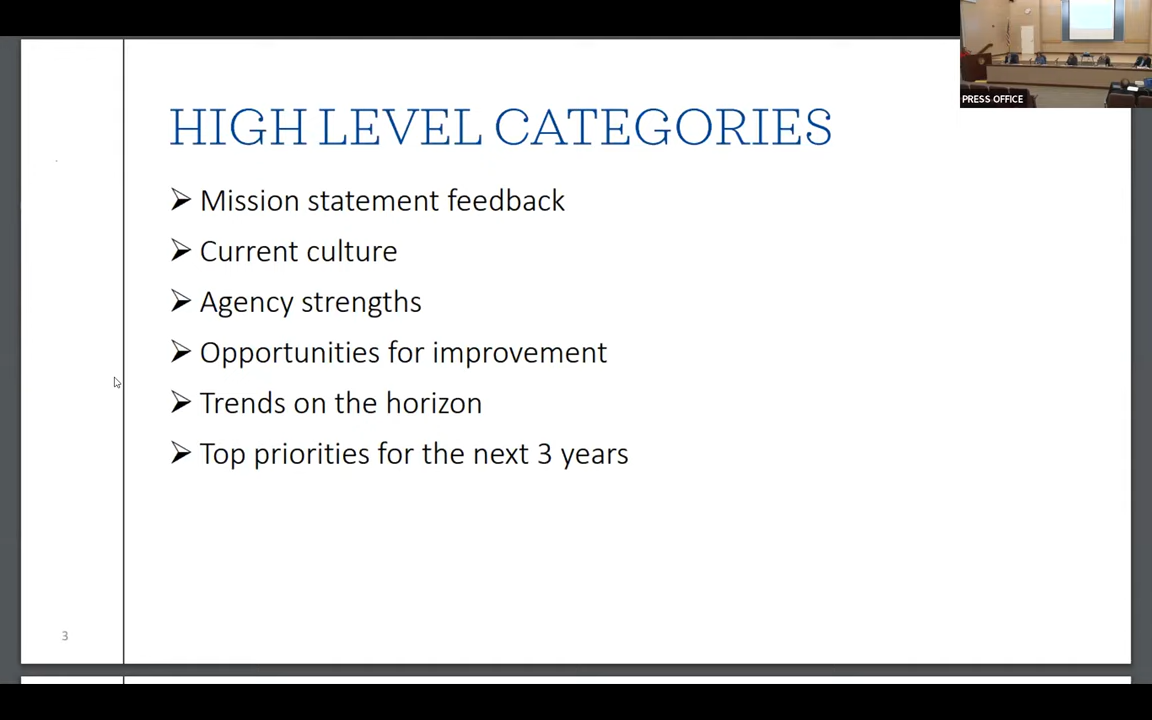 HIGH LEVEL CATEGORIES
Mission statement feedback
Current culture
Agency strengths
Opportunities for improvement
Trends on the horizon
Top priorities for the next 3 years
3
PRESS OFFICE